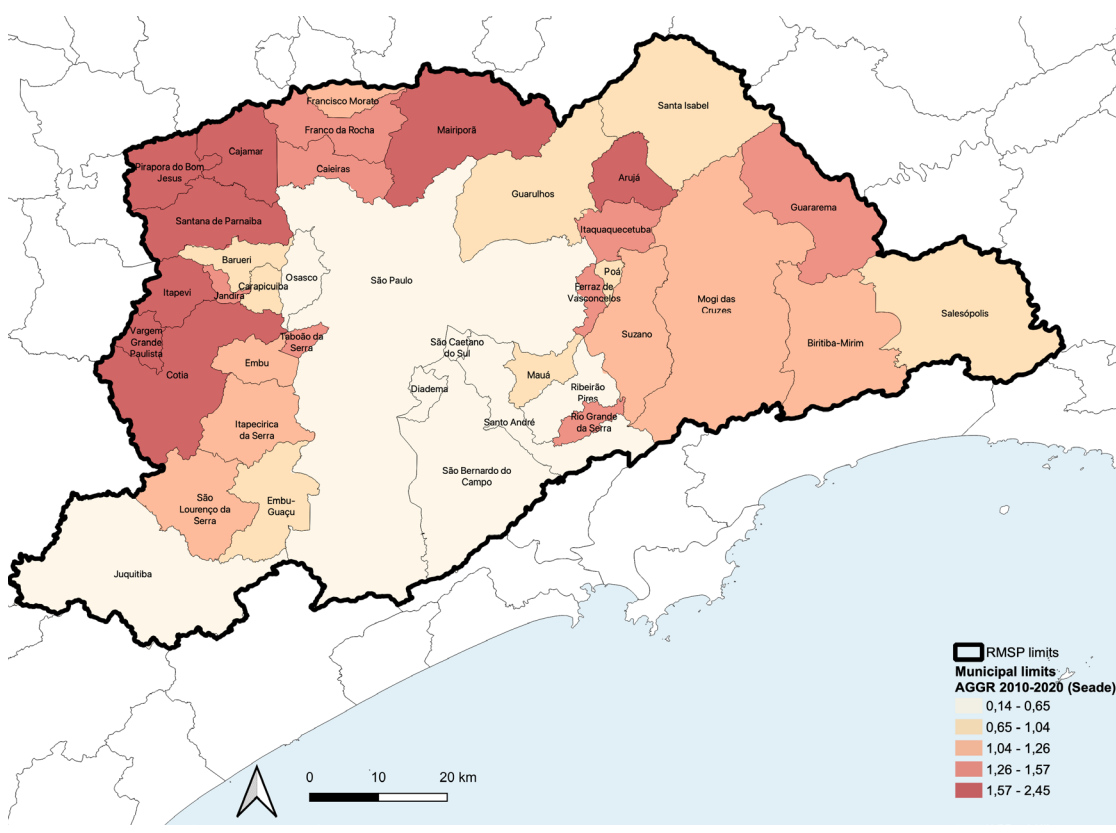 Francisco Morato
Santa Isabel
Franco da Rocha
Mairiporã
Cajamar
Caieiras
Pirapora do Bom
Jesus
Arujá
Guarulhos
Guararema
Santana de Parnaíba
Itaquaquecetuba
Barueri
Poá
Osasco
São Paulo
Carapicuíba
Ferraz de
Vasconcelos
Itapevi
Jandira
Mogi das
Cruzes
Salesópolis
Vargem
Grande
Paulista
Taboão da
Serra
Suzano
São Caetano
do Sul
Biritiba-Mirim
Embu
Cotia
Mauá
Diadema
Ribeirão
Pires
Itapecirica
da Serra
Santo André
Rio Grande
da Serra
São Bernardo do
Campo
São
Lourenço da
Serra
Embu-
Guaçu
Juquitiba
RMSP limits
Municipal limits
AGGR 2010-2020 (Seade)
0,14 - 0,65
0,65 - 1,04
1,04 - 1,26
1,26 - 1,57
1,57 - 2,45
0 10 20 km